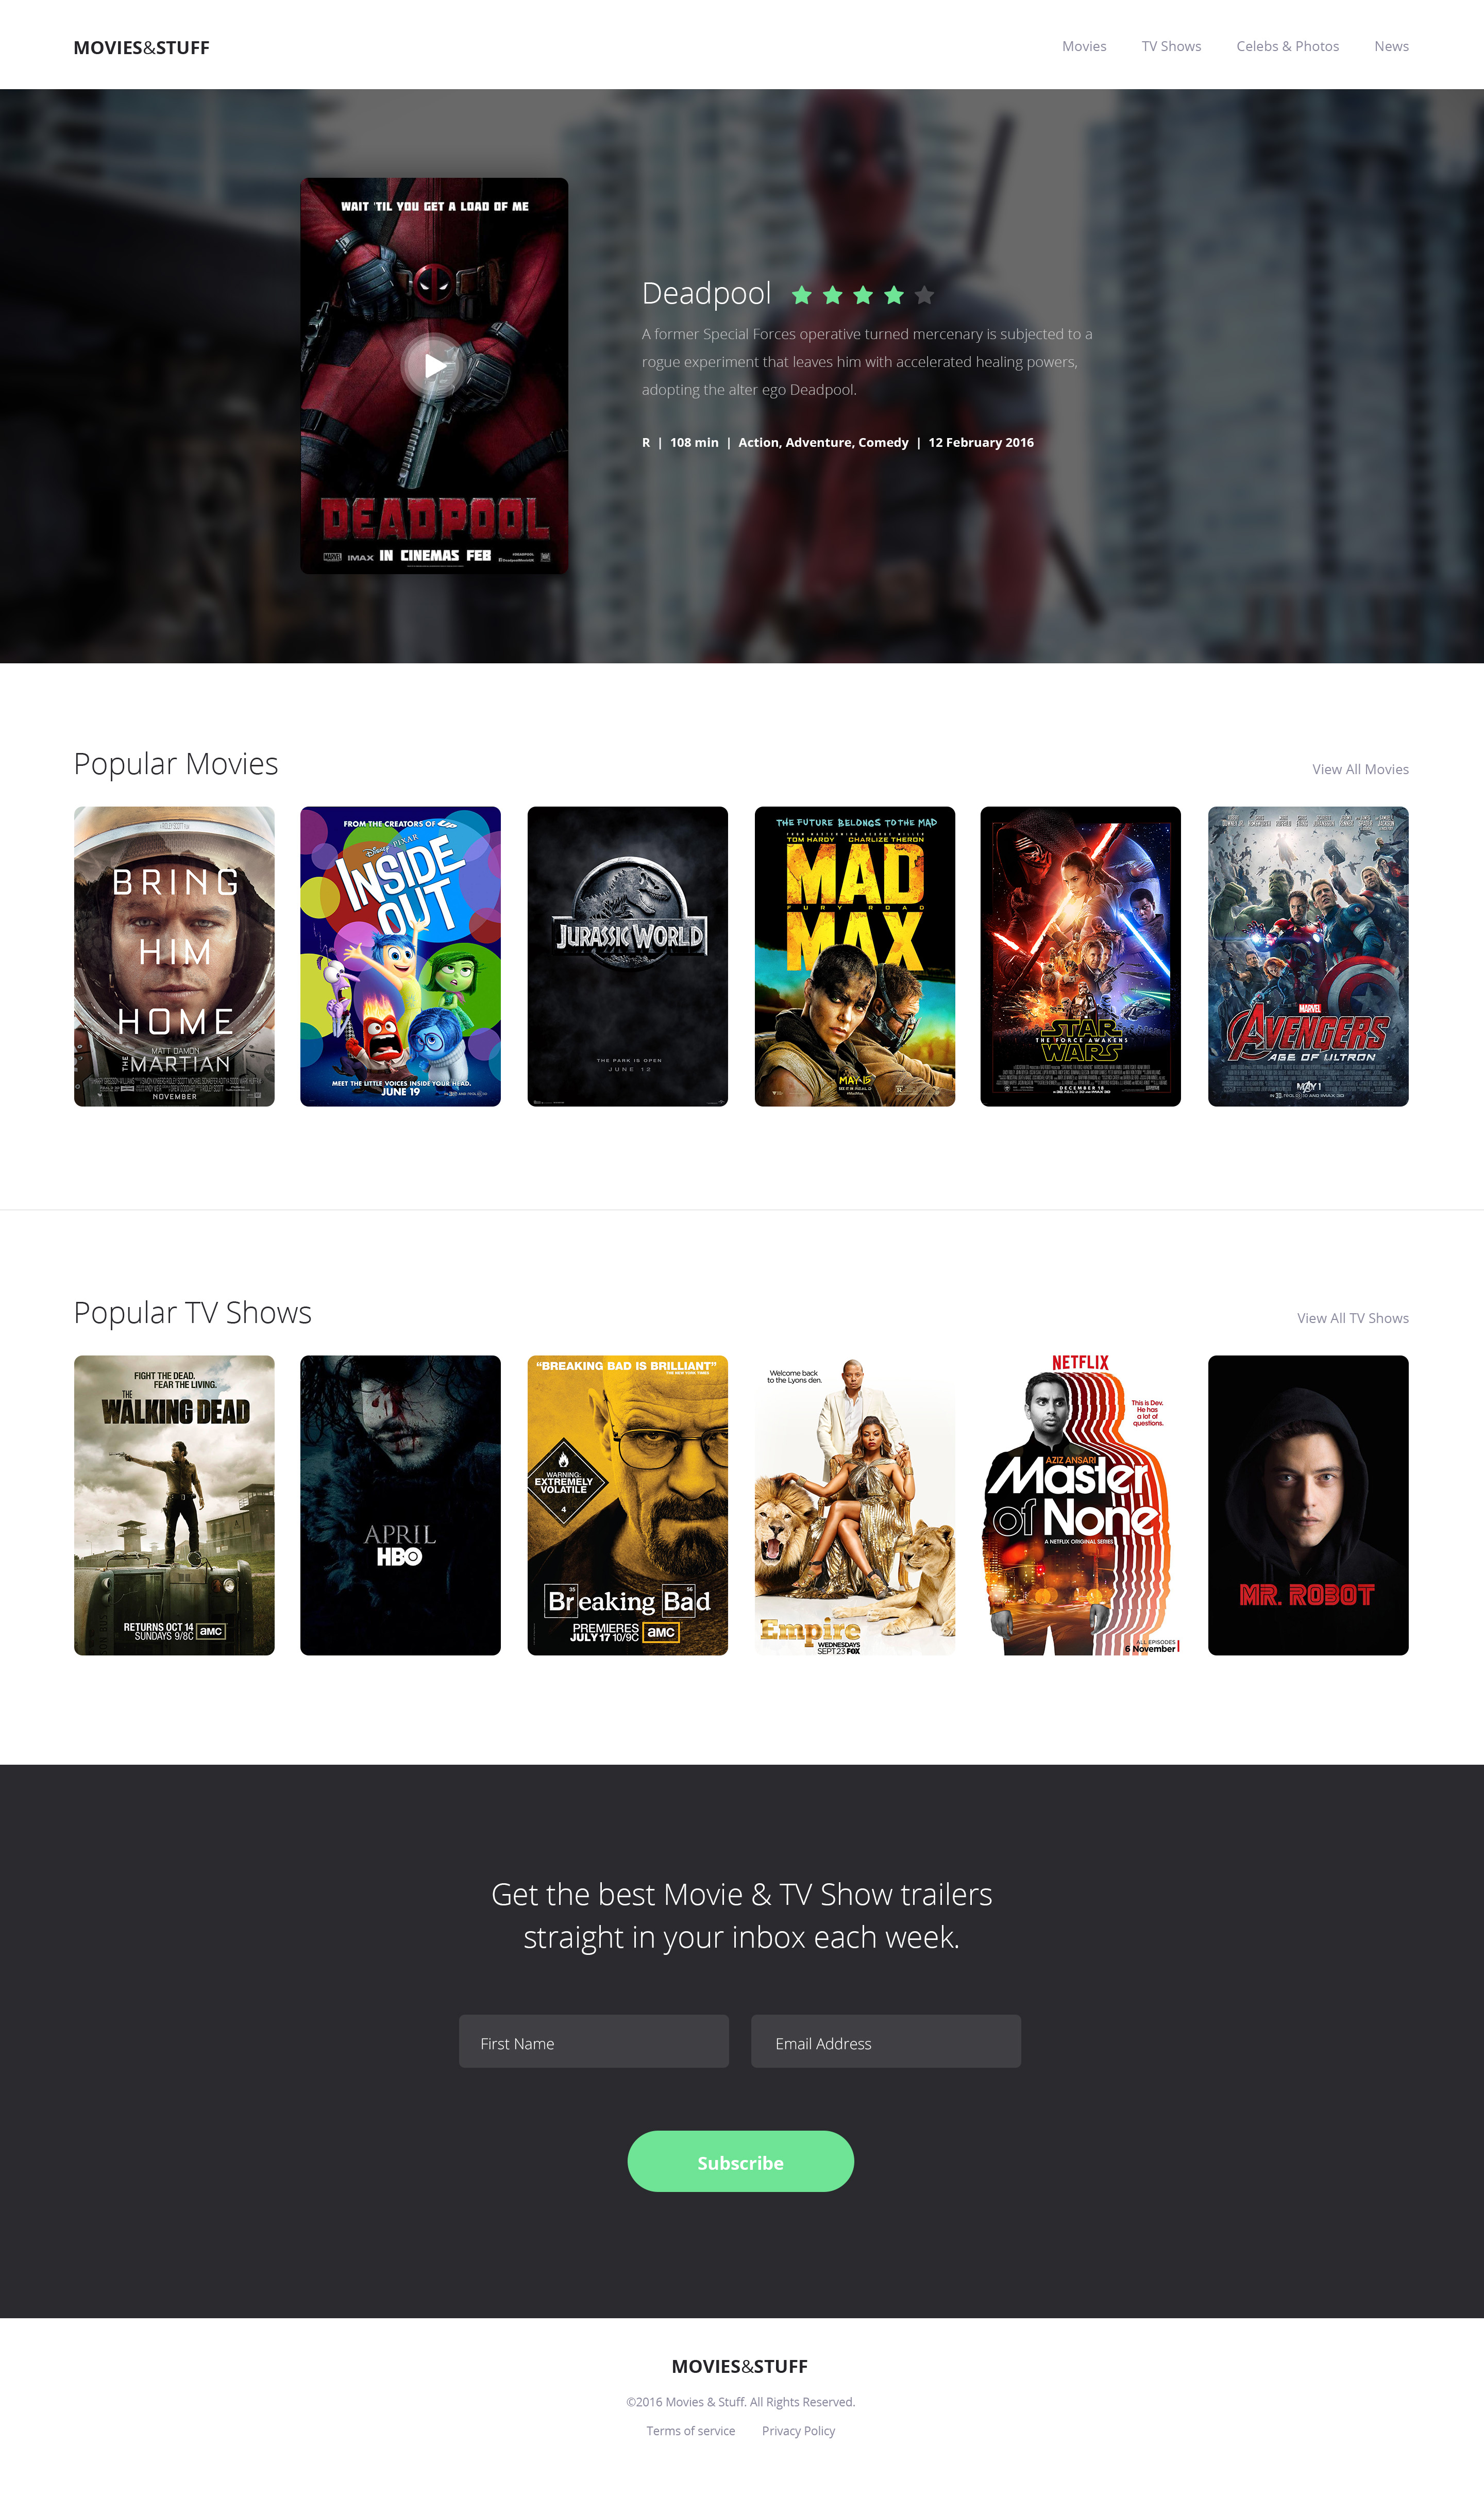 MOVIES&STUFF
Movies
TV Shows
Celebs & Photos
News
WAIT 'TIL YOU GET A LOAD OF ME
DEADPOOL
MARVEL IMAX IN CINEMAS FEB
Deadpool
A former Special Forces operative turned mercenary is subjected to a
rogue experiment that leaves him with accelerated healing powers,
adopting the alter ego Deadpool.
R | 108 min | Action, Adventure, Comedy | 12 February 2016
Popular Movies
View All Movies
BRING
HIM
HOME
MATT DAMON
THE MARTIAN
NOVEMBER
FROM THE CREATORS OF UP
DISNEY PIXAR
INSIDE
OUT
MEET THE LITTLE VOICES INSIDE YOUR HEAD.
JUNE 19
JURASSIC WORLD
THE PARK IS OPEN
JUNE 12
THE FUTURE BELONGS TO THE MAD
TOM HARDY CHARLIZE THERON
MAD
FURY ROAD
MAX
MAY 15
STAR
THE FORCE AWAKENS
WARS
DECEMBER 18
MARVEL
AVENGERS
AGE OF ULTRON
MAY 1
Popular TV Shows
View All TV Shows
FIGHT THE DEAD.
FEAR THE LIVING.
THE
WALKING DEAD
RETURNS OCT 14
SUNDAYS 9/8C amc
APRIL
HBO
"BREAKING BAD IS BRILLIANT"
THE NEW YORK TIMES
WARNING:
EXTREMELY
VOLATILE
4
35 56
Breaking Bad
PREMIERES
JULY 17 10/9C amc
Welcome back
to the Lyons den.
Empire
WEDNESDAYS
SEPT 23 FOX
NETFLIX
This is Dev.
He has
a lot of
questions.
AZIZ ANSARI
Master
of None
A NETFLIX ORIGINAL SERIES
ALL EPISODES
6 November
MR. ROBOT
Get the best Movie & TV Show trailers
straight in your inbox each week.
First Name
Email Address
Subscribe
MOVIES&STUFF
©2016 Movies & Stuff. All Rights Reserved.
Terms of service
Privacy Policy